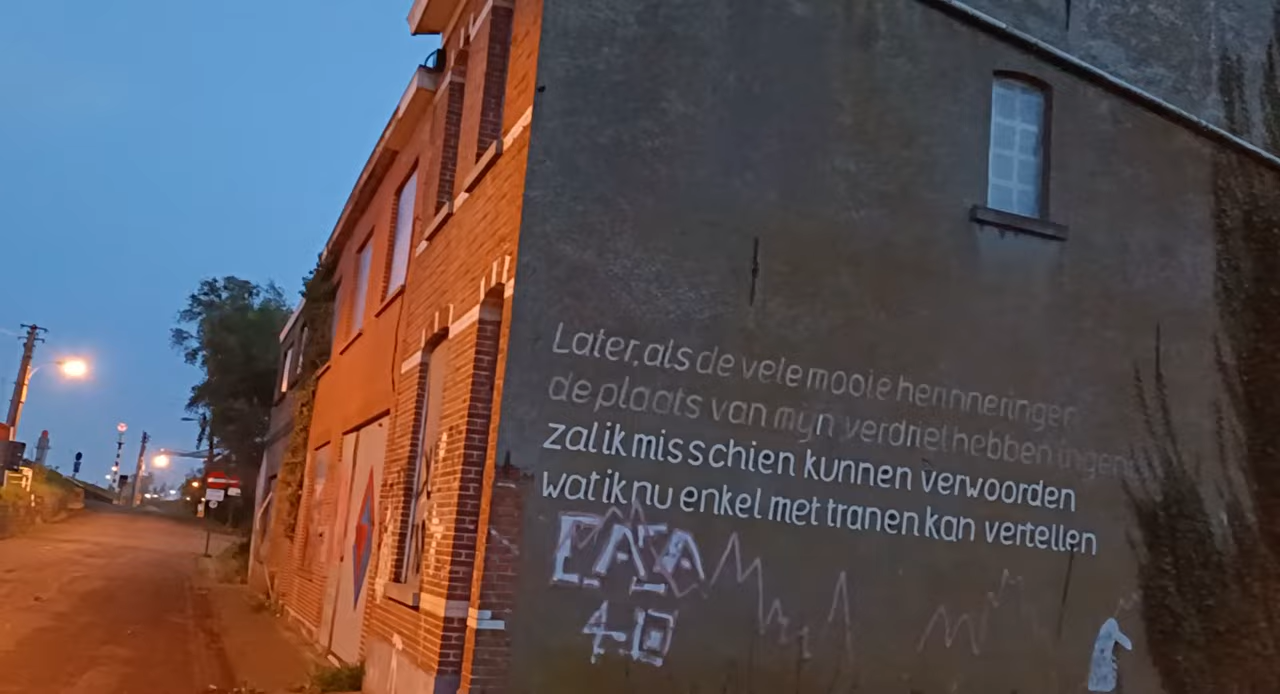 Later, als de vele mooie herinneringen
de plaats van mijn verdriet hebben ingen
zal ik misschien kunnen verwoorden
wat ik nu enkel met tranen kan vertellen